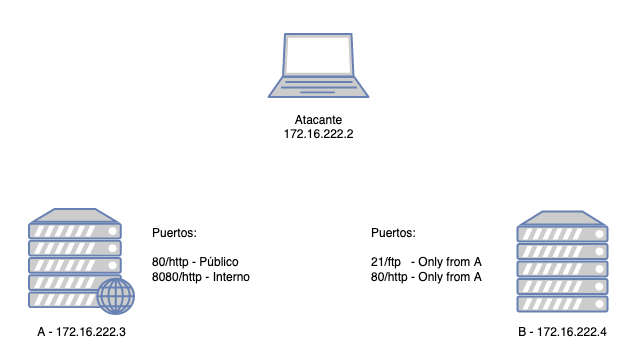 Atacante
172.16.222.2
Puertos:
80/http - Público
8080/http - Interno
Puertos:
21/ftp - Only from A
80/http - Only from A
A - 172.16.222.3
B - 172.16.222.4